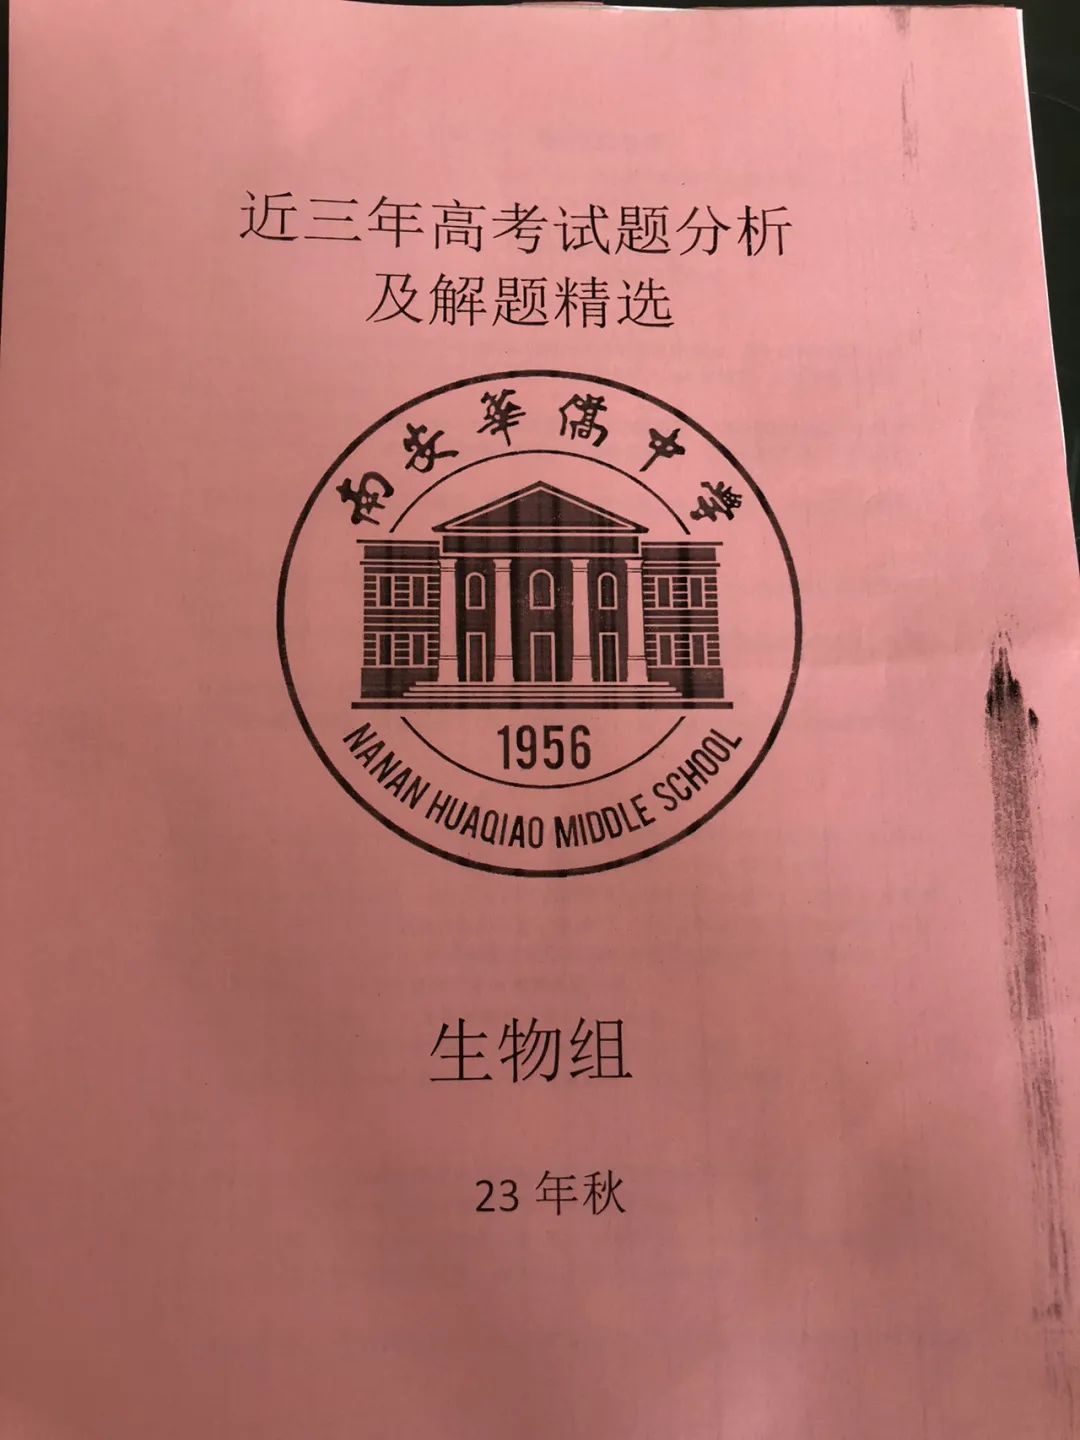 近三年高考试题分析
及解题精选
南安華僑中學
1956
NANAN HUAQIAO MIDDLE SCHOOL
生物组
23 年秋